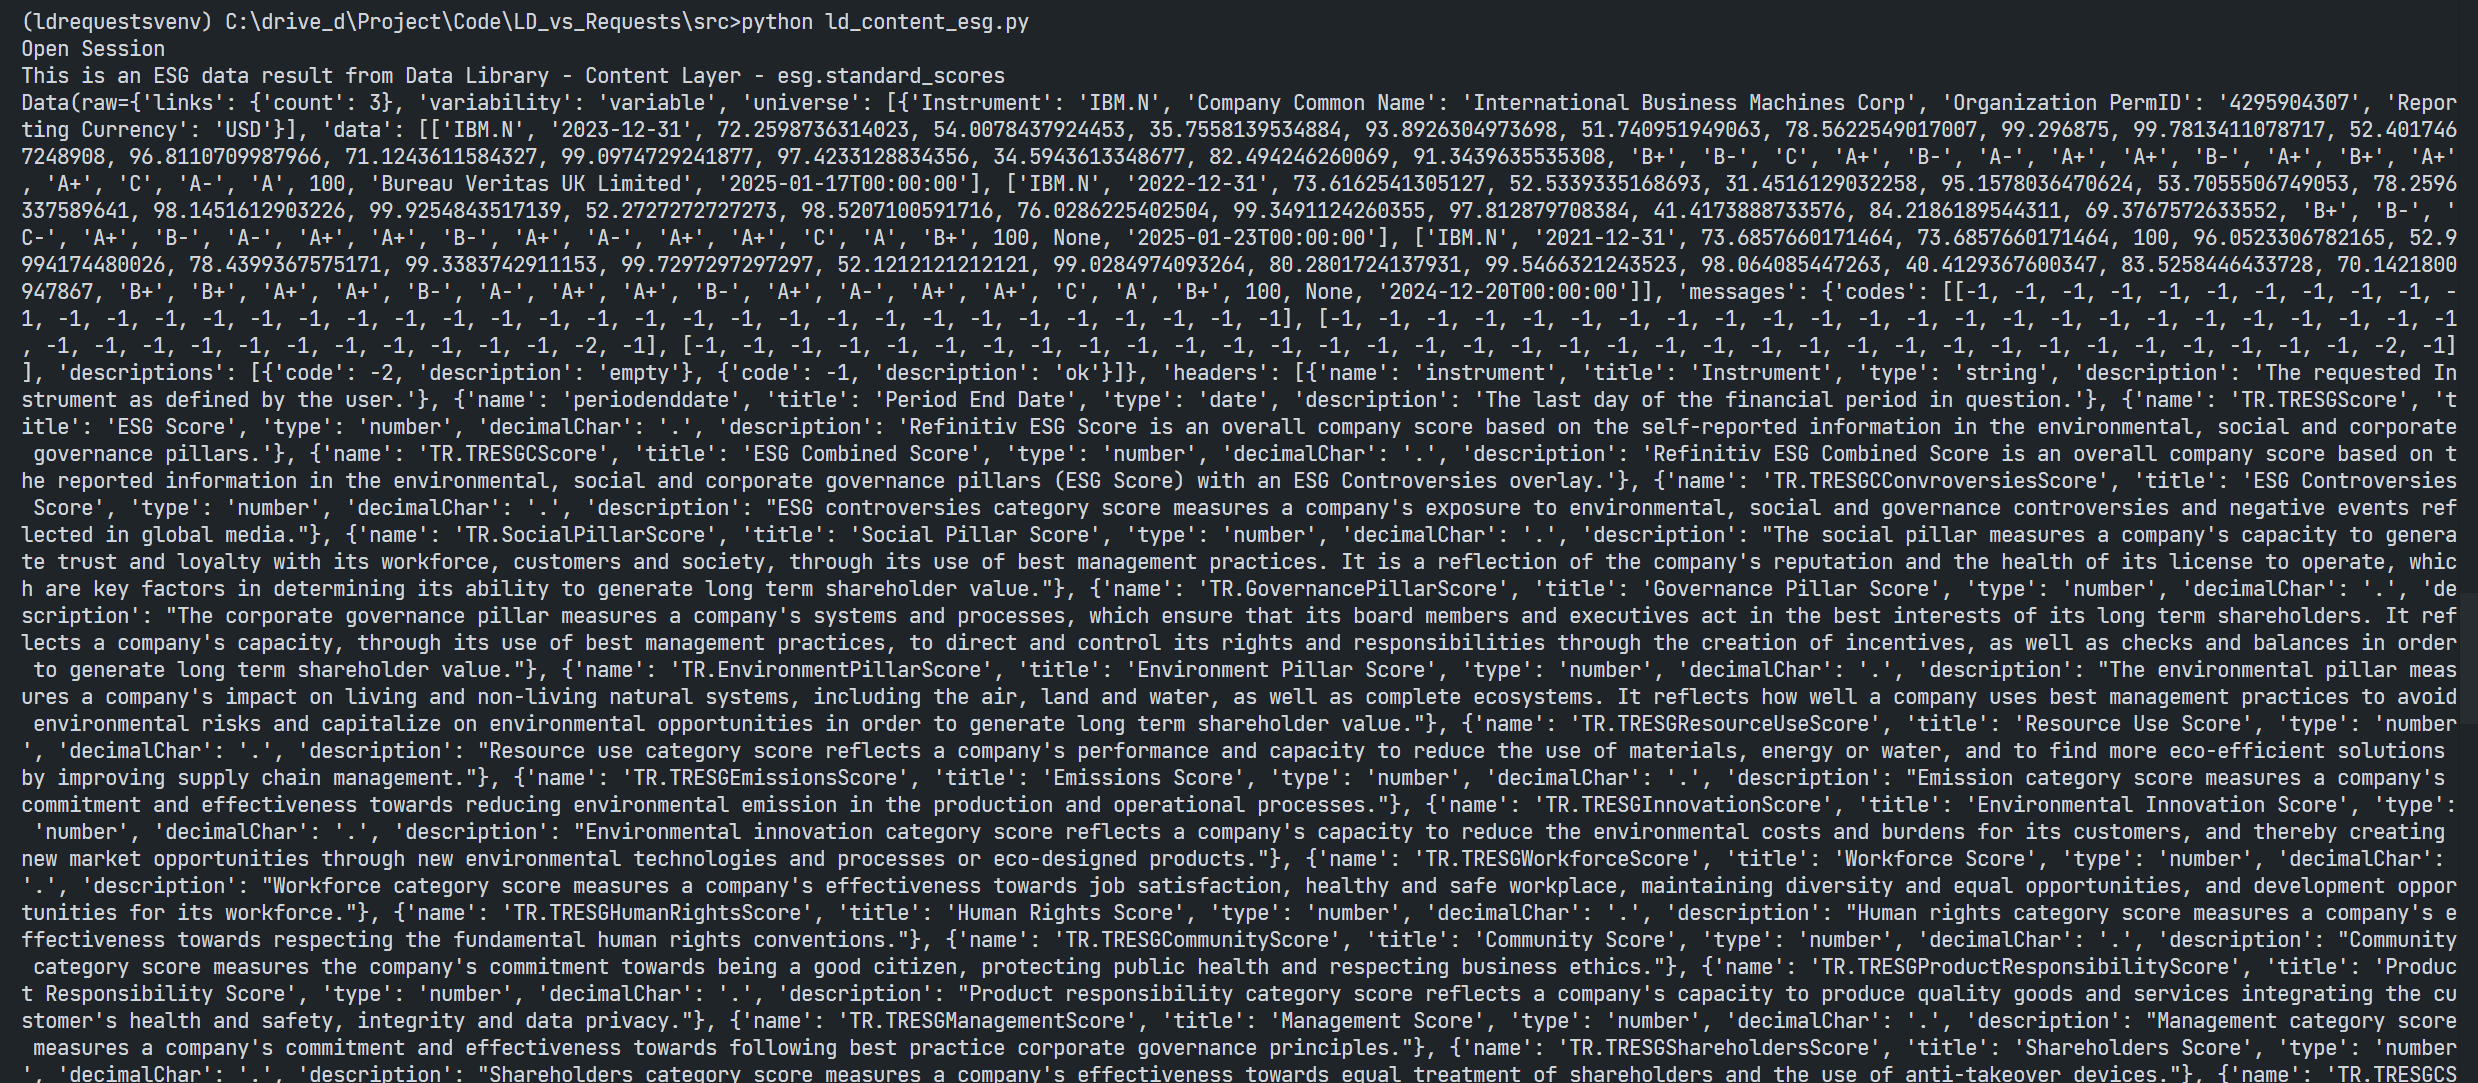 (ldrequestsvenv) C:\drive_d\Project\Code\LD_vs_Requests\src>python ld_content_esg.py
Open Session
This is an ESG data result from Data Library - Content Layer - esg.standard_scores
Data(raw={'links': {'count': 3}, 'variability': 'variable', 'universe': [{'Instrument': 'IBM.N', 'Company Common Name': 'International Business Machines Corp', 'Organization PermID': '4295904307', 'Repor
ting Currency': 'USD'}], 'data': [['IBM.N', '2023-12-31', 72.2598736314023, 54.0078437924453, 35.7558139534884, 93.8926304973698, 51.740951949063, 78.5622549017007, 99.296875, 99.7813411078717, 52.401746
7248908, 96.8110709987966, 71.1243611584327, 99.0974729241877, 97.4233128834356, 34.5943613348677, 82.494246260069, 91.3439635535308, 'B+', 'B-', 'C', 'A+', 'B-', 'A-', 'A+', 'A+', 'B-', 'A+', 'B+', 'A+'
, 'A+', 'C', 'A-', 'A', 100, 'Bureau Veritas UK Limited', '2025-01-17T00:00:00'], ['IBM.N', '2022-12-31', 73.6162541305127, 52.5339335168693, 31.4516129032258, 95.1578036470624, 53.7055506749053, 78.2596
337589641, 98.1451612903226, 99.9254843517139, 52.2727272727273, 98.5207100591716, 76.0286225402504, 99.3491124260355, 97.812879708384, 41.4173888733576, 84.2186189544311, 69.3767572633552, 'B+', 'B-', '
C-', 'A+', 'B-', 'A-', 'A+', 'A+', 'B-', 'A+', 'A-', 'A+', 'A+', 'C', 'A', 'B+', 100, None, '2025-01-23T00:00:00'], ['IBM.N', '2021-12-31', 73.6857660171464, 73.6857660171464, 100, 96.0523306782165, 52.9
994174480026, 78.4399367575171, 99.3383742911153, 99.7297297297297, 52.1212121212121, 99.0284974093264, 80.2801724137931, 99.5466321243523, 98.064085447263, 40.4129367600347, 83.5258446433728, 70.1421800
947867, 'B+', 'B+', 'A+', 'A+', 'B-', 'A-', 'A+', 'A+', 'B-', 'A+', 'A-', 'A+', 'A+', 'C', 'A', 'B+', 100, None, '2024-12-20T00:00:00']], 'messages': {'codes': [[-1, -1, -1, -1, -1, -1, -1, -1, -1, -1, -
1, -1, -1, -1, -1, -1, -1, -1, -1, -1, -1, -1, -1, -1, -1, -1, -1, -1, -1, -1, -1, -1, -1, -1, -1, -1, -1], [-1, -1, -1, -1, -1, -1, -1, -1, -1, -1, -1, -1, -1, -1, -1, -1, -1, -1, -1, -1, -1, -1, -1, -1
, -1, -1, -1, -1, -1, -1, -1, -1, -1, -1, -1, -2, -1], [-1, -1, -1, -1, -1, -1, -1, -1, -1, -1, -1, -1, -1, -1, -1, -1, -1, -1, -1, -1, -1, -1, -1, -1, -1, -1, -1, -1, -1, -1, -1, -1, -1, -1, -1, -2, -1]
], 'descriptions': [{'code': -2, 'description': 'empty'}, {'code': -1, 'description': 'ok'}]}, 'headers': [{'name': 'instrument', 'title': 'Instrument', 'type': 'string', 'description': 'The requested In
strument as defined by the user.'}, {'name': 'periodenddate', 'title': 'Period End Date', 'type': 'date', 'description': 'The last day of the financial period in question.'}, {'name': 'TR.TRESGScore', 't
itle': 'ESG Score', 'type': 'number', 'decimalChar': '.', 'description': 'Refinitiv ESG Score is an overall company score based on the self-reported information in the environmental, social and corporate
 governance pillars.'}, {'name': 'TR.TRESGCScore', 'title': 'ESG Combined Score', 'type': 'number', 'decimalChar': '.', 'description': 'Refinitiv ESG Combined Score is an overall company score based on t
he reported information in the environmental, social and corporate governance pillars (ESG Score) with an ESG Controversies overlay.'}, {'name': 'TR.TRESGCConvroversiesScore', 'title': 'ESG Controversies
 Score', 'type': 'number', 'decimalChar': '.', 'description': "ESG controversies category score measures a company's exposure to environmental, social and governance controversies and negative events ref
lected in global media."}, {'name': 'TR.SocialPillarScore', 'title': 'Social Pillar Score', 'type': 'number', 'decimalChar': '.', 'description': "The social pillar measures a company's capacity to genera
te trust and loyalty with its workforce, customers and society, through its use of best management practices. It is a reflection of the company's reputation and the health of its license to operate, whic
h are key factors in determining its ability to generate long term shareholder value."}, {'name': 'TR.GovernancePillarScore', 'title': 'Governance Pillar Score', 'type': 'number', 'decimalChar': '.', 'de
scription': "The corporate governance pillar measures a company's systems and processes, which ensure that its board members and executives act in the best interests of its long term shareholders. It ref
lects a company's capacity, through its use of best management practices, to direct and control its rights and responsibilities through the creation of incentives, as well as checks and balances in order
 to generate long term shareholder value."}, {'name': 'TR.EnvironmentPillarScore', 'title': 'Environment Pillar Score', 'type': 'number', 'decimalChar': '.', 'description': "The environmental pillar meas
ures a company's impact on living and non-living natural systems, including the air, land and water, as well as complete ecosystems. It reflects how well a company uses best management practices to avoid
 environmental risks and capitalize on environmental opportunities in order to generate long term shareholder value."}, {'name': 'TR.TRESGResourceUseScore', 'title': 'Resource Use Score', 'type': 'number
', 'decimalChar': '.', 'description': "Resource use category score reflects a company's performance and capacity to reduce the use of materials, energy or water, and to find more eco-efficient solutions
by improving supply chain management."}, {'name': 'TR.TRESGEmissionsScore', 'title': 'Emissions Score', 'type': 'number', 'decimalChar': '.', 'description': "Emission category score measures a company's
commitment and effectiveness towards reducing environmental emission in the production and operational processes."}, {'name': 'TR.TRESGInnovationScore', 'title': 'Environmental Innovation Score', 'type':
 'number', 'decimalChar': '.', 'description': "Environmental innovation category score reflects a company's capacity to reduce the environmental costs and burdens for its customers, and thereby creating
new market opportunities through new environmental technologies and processes or eco-designed products."}, {'name': 'TR.TRESGWorkforceScore', 'title': 'Workforce Score', 'type': 'number', 'decimalChar':
'.', 'description': "Workforce category score measures a company's effectiveness towards job satisfaction, healthy and safe workplace, maintaining diversity and equal opportunities, and development oppor
tunities for its workforce."}, {'name': 'TR.TRESGHumanRightsScore', 'title': 'Human Rights Score', 'type': 'number', 'decimalChar': '.', 'description': "Human rights category score measures a company's e
ffectiveness towards respecting the fundamental human rights conventions."}, {'name': 'TR.TRESGCommunityScore', 'title': 'Community Score', 'type': 'number', 'decimalChar': '.', 'description': "Community
 category score measures the company's commitment towards being a good citizen, protecting public health and respecting business ethics."}, {'name': 'TR.TRESGProductResponsibilityScore', 'title': 'Produc
t Responsibility Score', 'type': 'number', 'decimalChar': '.', 'description': "Product responsibility category score reflects a company's capacity to produce quality goods and services integrating the cu
stomer's health and safety, integrity and data privacy."}, {'name': 'TR.TRESGManagementScore', 'title': 'Management Score', 'type': 'number', 'decimalChar': '.', 'description': "Management category score
 measures a company's commitment and effectiveness towards following best practice corporate governance principles."}, {'name': 'TR.TRESGShareholdersScore', 'title': 'Shareholders Score', 'type': 'number
', 'decimalChar': '.', 'description': "Shareholders category score measures a company's effectiveness towards equal treatment of shareholders and the use of anti-takeover devices."}, {'name': 'TR.TRESGCS